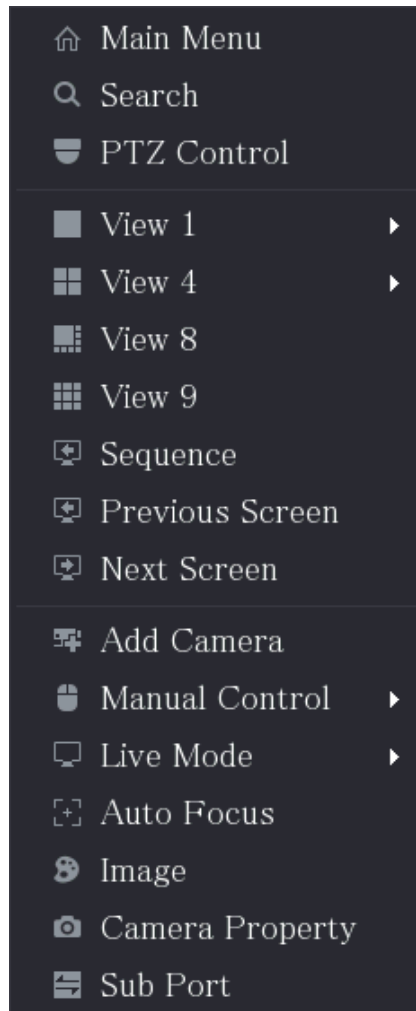 Main Menu
Search
PTZ Control
View 1
View 4
View 8
View 9
Sequence
Previous Screen
Next Screen
Add Camera
Manual Control
Live Mode
Auto Focus
Image
Camera Property
Sub Port